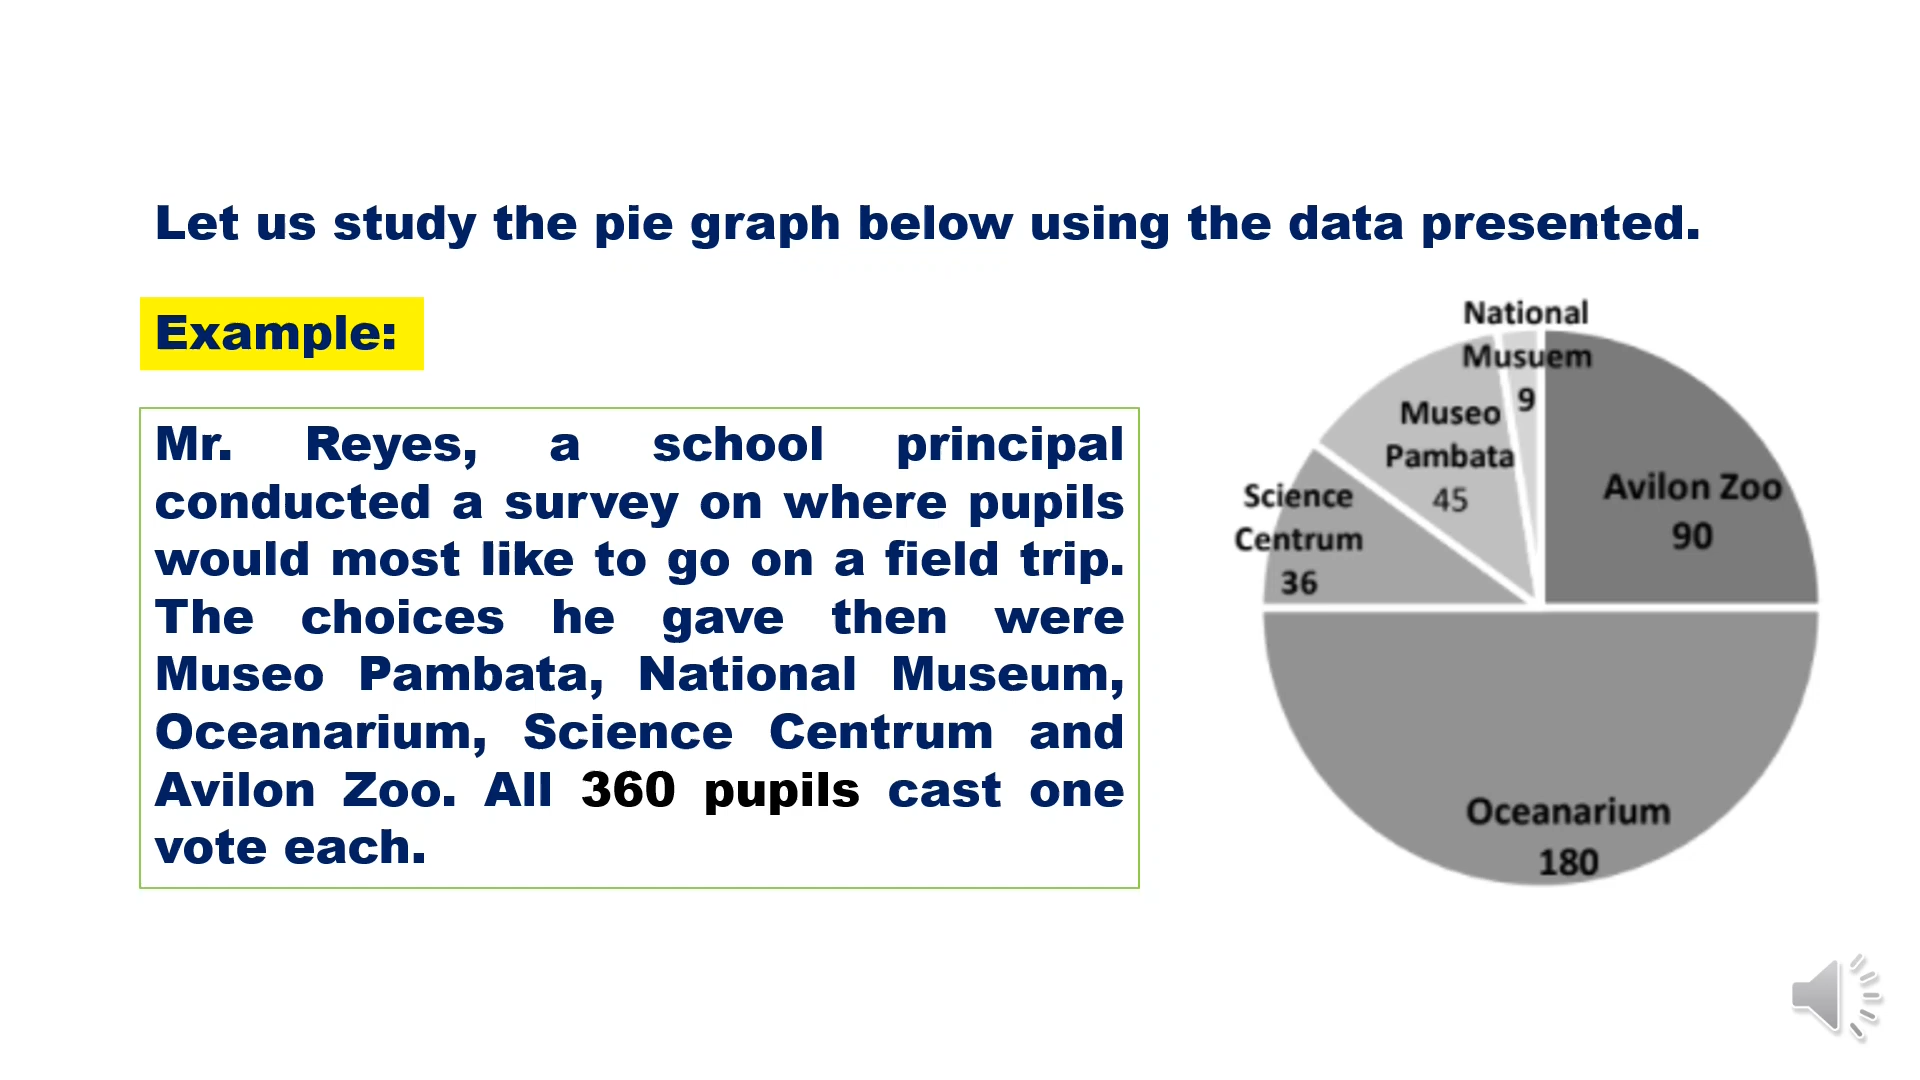 Let us study the pie graph below using the data presented.
Example:
Mr. Reyes, a school principal
conducted a survey on where pupils
would most like to go on a field trip.
The choices he gave then were
Museo Pambata, National Museum,
Oceanarium, Science Centrum and
Avilon Zoo. All 360 pupils cast one
vote each.
National
Musuem
9
Museo
Pambata
45
Science
Centrum
36
Avilon Zoo
90
Oceanarium
180